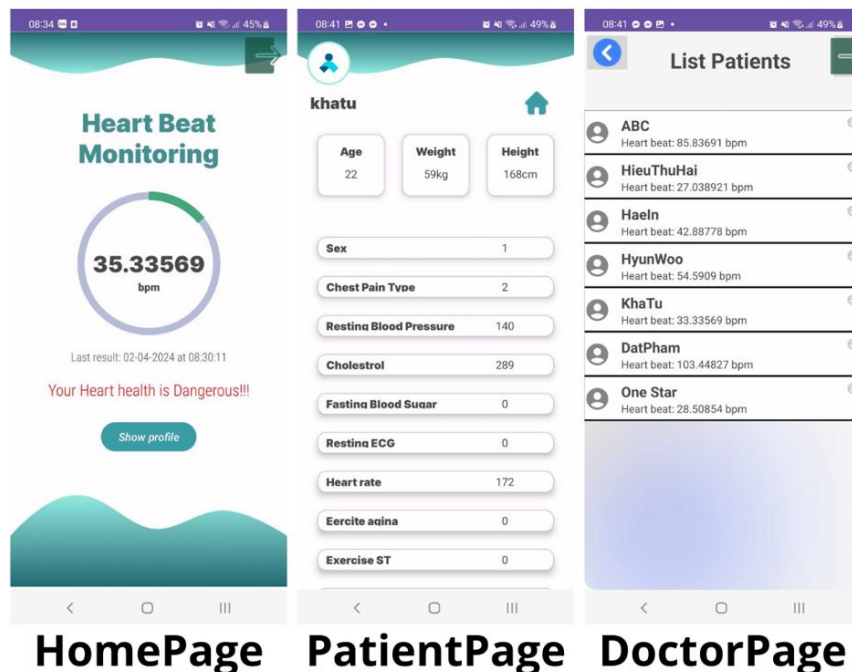 08:34 45%
Heart Beat
Monitoring
35.33569
bpm
Last result: 02-04-2024 at 08:30:11
Your Heart health is Dangerous!!!
Show profile
HomePage
08:41 49%
khatu
Age Weight Height
22 59kg 168cm
Sex 1
Chest Pain Type 2
Resting Blood Pressure 140
Cholestrol 289
Fasting Blood Sugar 0
Resting ECG 0
Heart rate 172
Eercite agina 0
Exercise ST 0
PatientPage
08:41 49%
List Patients
ABC
Heart beat: 85.83691 bpm
HieuThuHai
Heart beat: 27.038921 bpm
HaeIn
Heart beat: 42.88778 bpm
HyunWoo
Heart beat: 54.5909 bpm
KhaTu
Heart beat: 33.33569 bpm
DatPham
Heart beat: 103.44827 bpm
One Star
Heart beat: 28.50854 bpm
DoctorPage